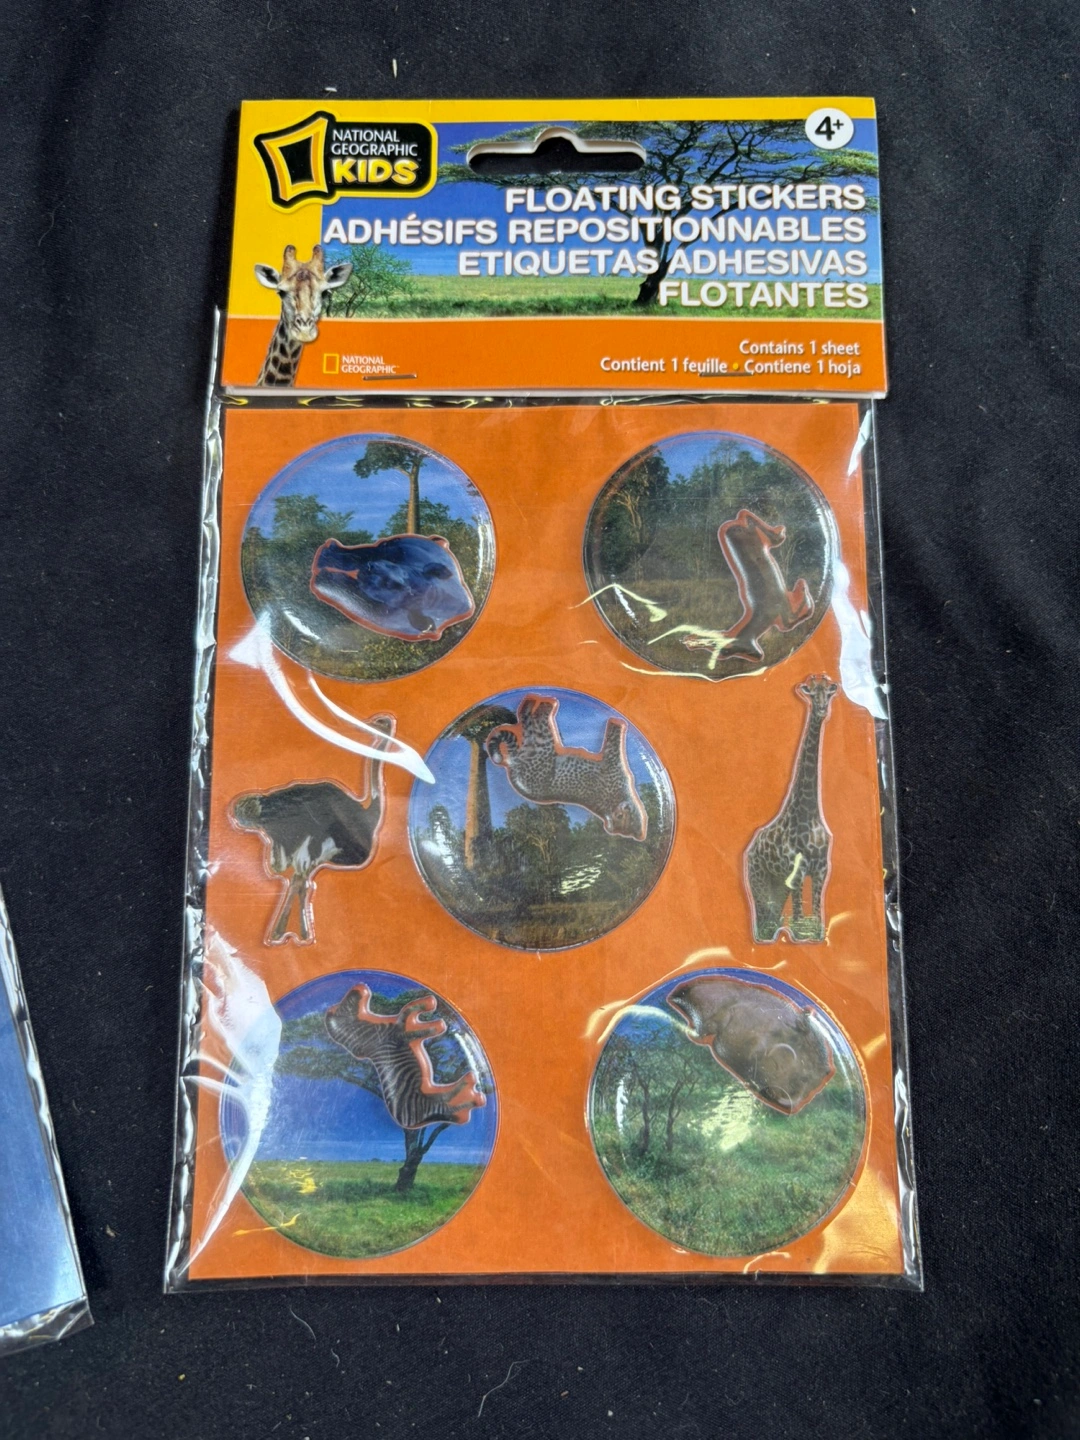 NATIONAL
GEOGRAPHIC
KIDS
4+
FLOATING STICKERS
ADHÉSIFS REPOSITIONNABLES
ETIQUETAS ADHESIVAS
FLOTANTES
Contains 1 sheet
Contient 1 feuille • Contiene 1 hoja
NATIONAL
GEOGRAPHIC™